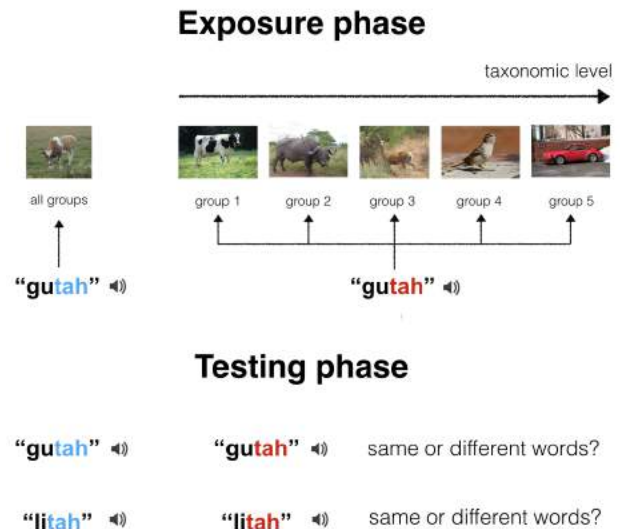 Exposure phase
taxonomic level
all groups
group 1 group 2 group 3 group 4 group 5
“gutah” “gutah”
Testing phase
“gutah” “gutah” same or different words?
“litah” “litah” same or different words?